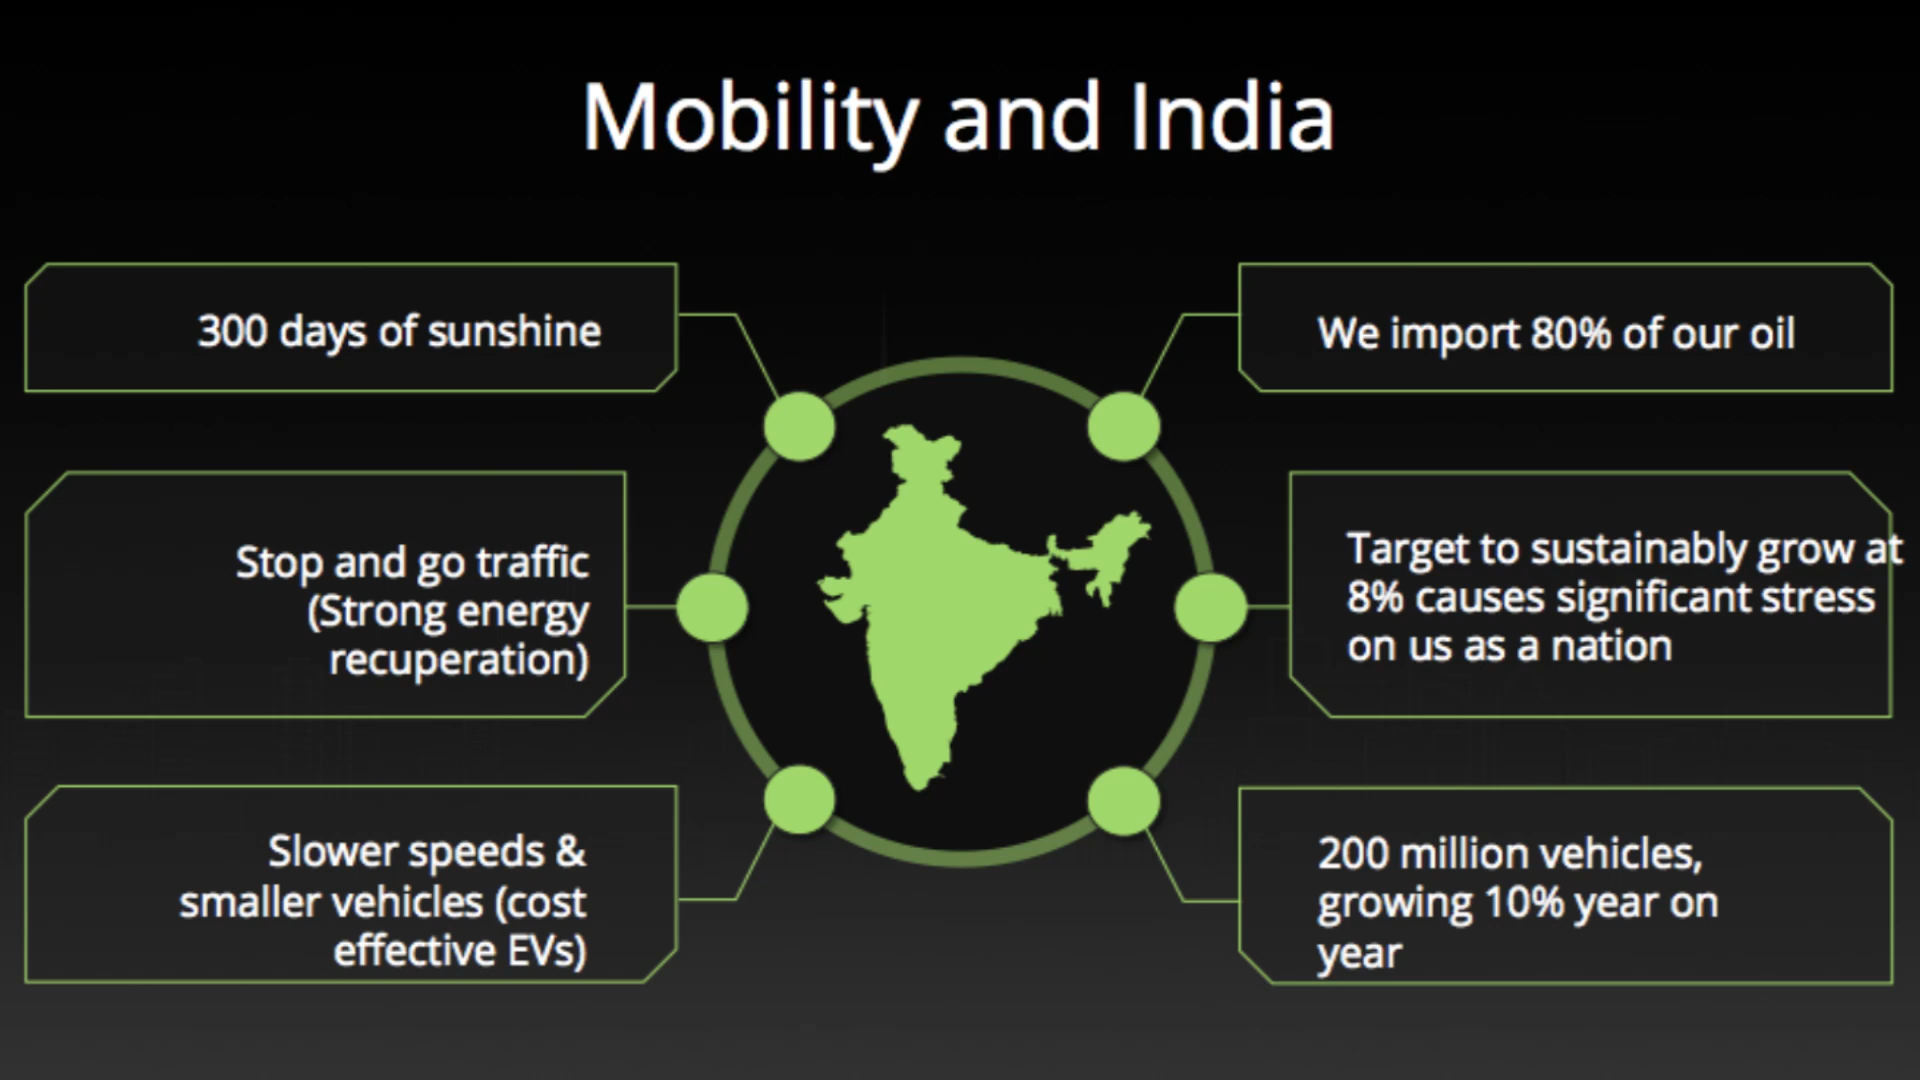 Mobility and India
300 days of sunshine
We import 80% of our oil
Stop and go traffic
(Strong energy
recuperation)
Target to sustainably grow at
8% causes significant stress
on us as a nation
Slower speeds &
smaller vehicles (cost
effective EVs)
200 million vehicles,
growing 10% year on
year